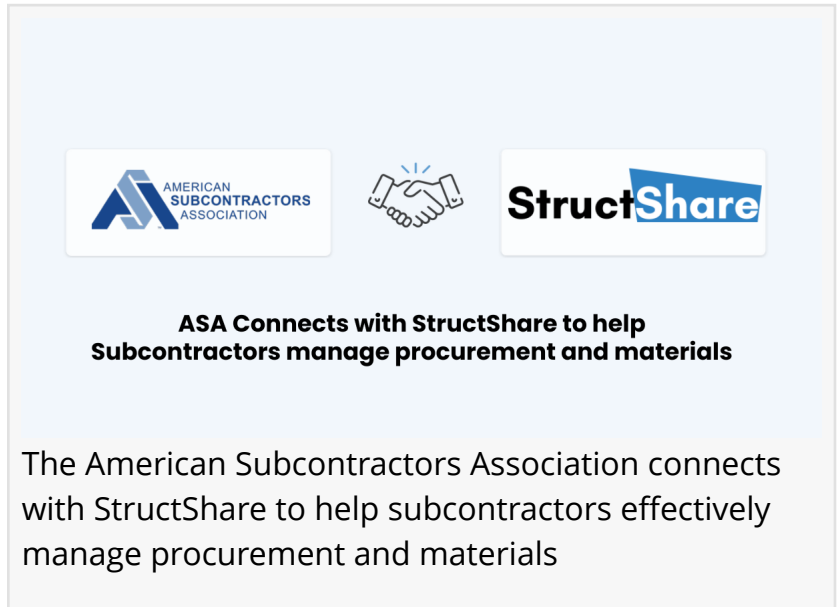 AMERICAN
SUBCONTRACTORS
ASSOCIATION
StructShare
ASA Connects with StructShare to help
Subcontractors manage procurement and materials
The American Subcontractors Association connects
with StructShare to help subcontractors effectively
manage procurement and materials